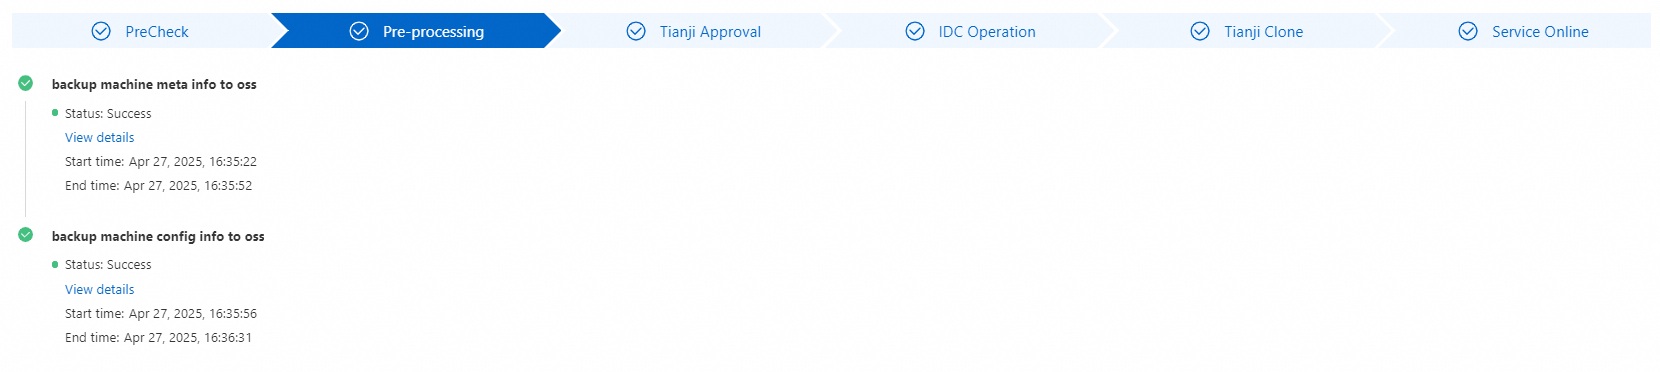 PreCheck
Pre-processing
Tianji Approval
IDC Operation
Tianji Clone
Service Online
backup machine meta info to oss
Status: Success
View details
Start time: Apr 27, 2025, 16:35:22
End time: Apr 27, 2025, 16:35:52
backup machine config info to oss
Status: Success
View details
Start time: Apr 27, 2025, 16:35:56
End time: Apr 27, 2025, 16:36:31